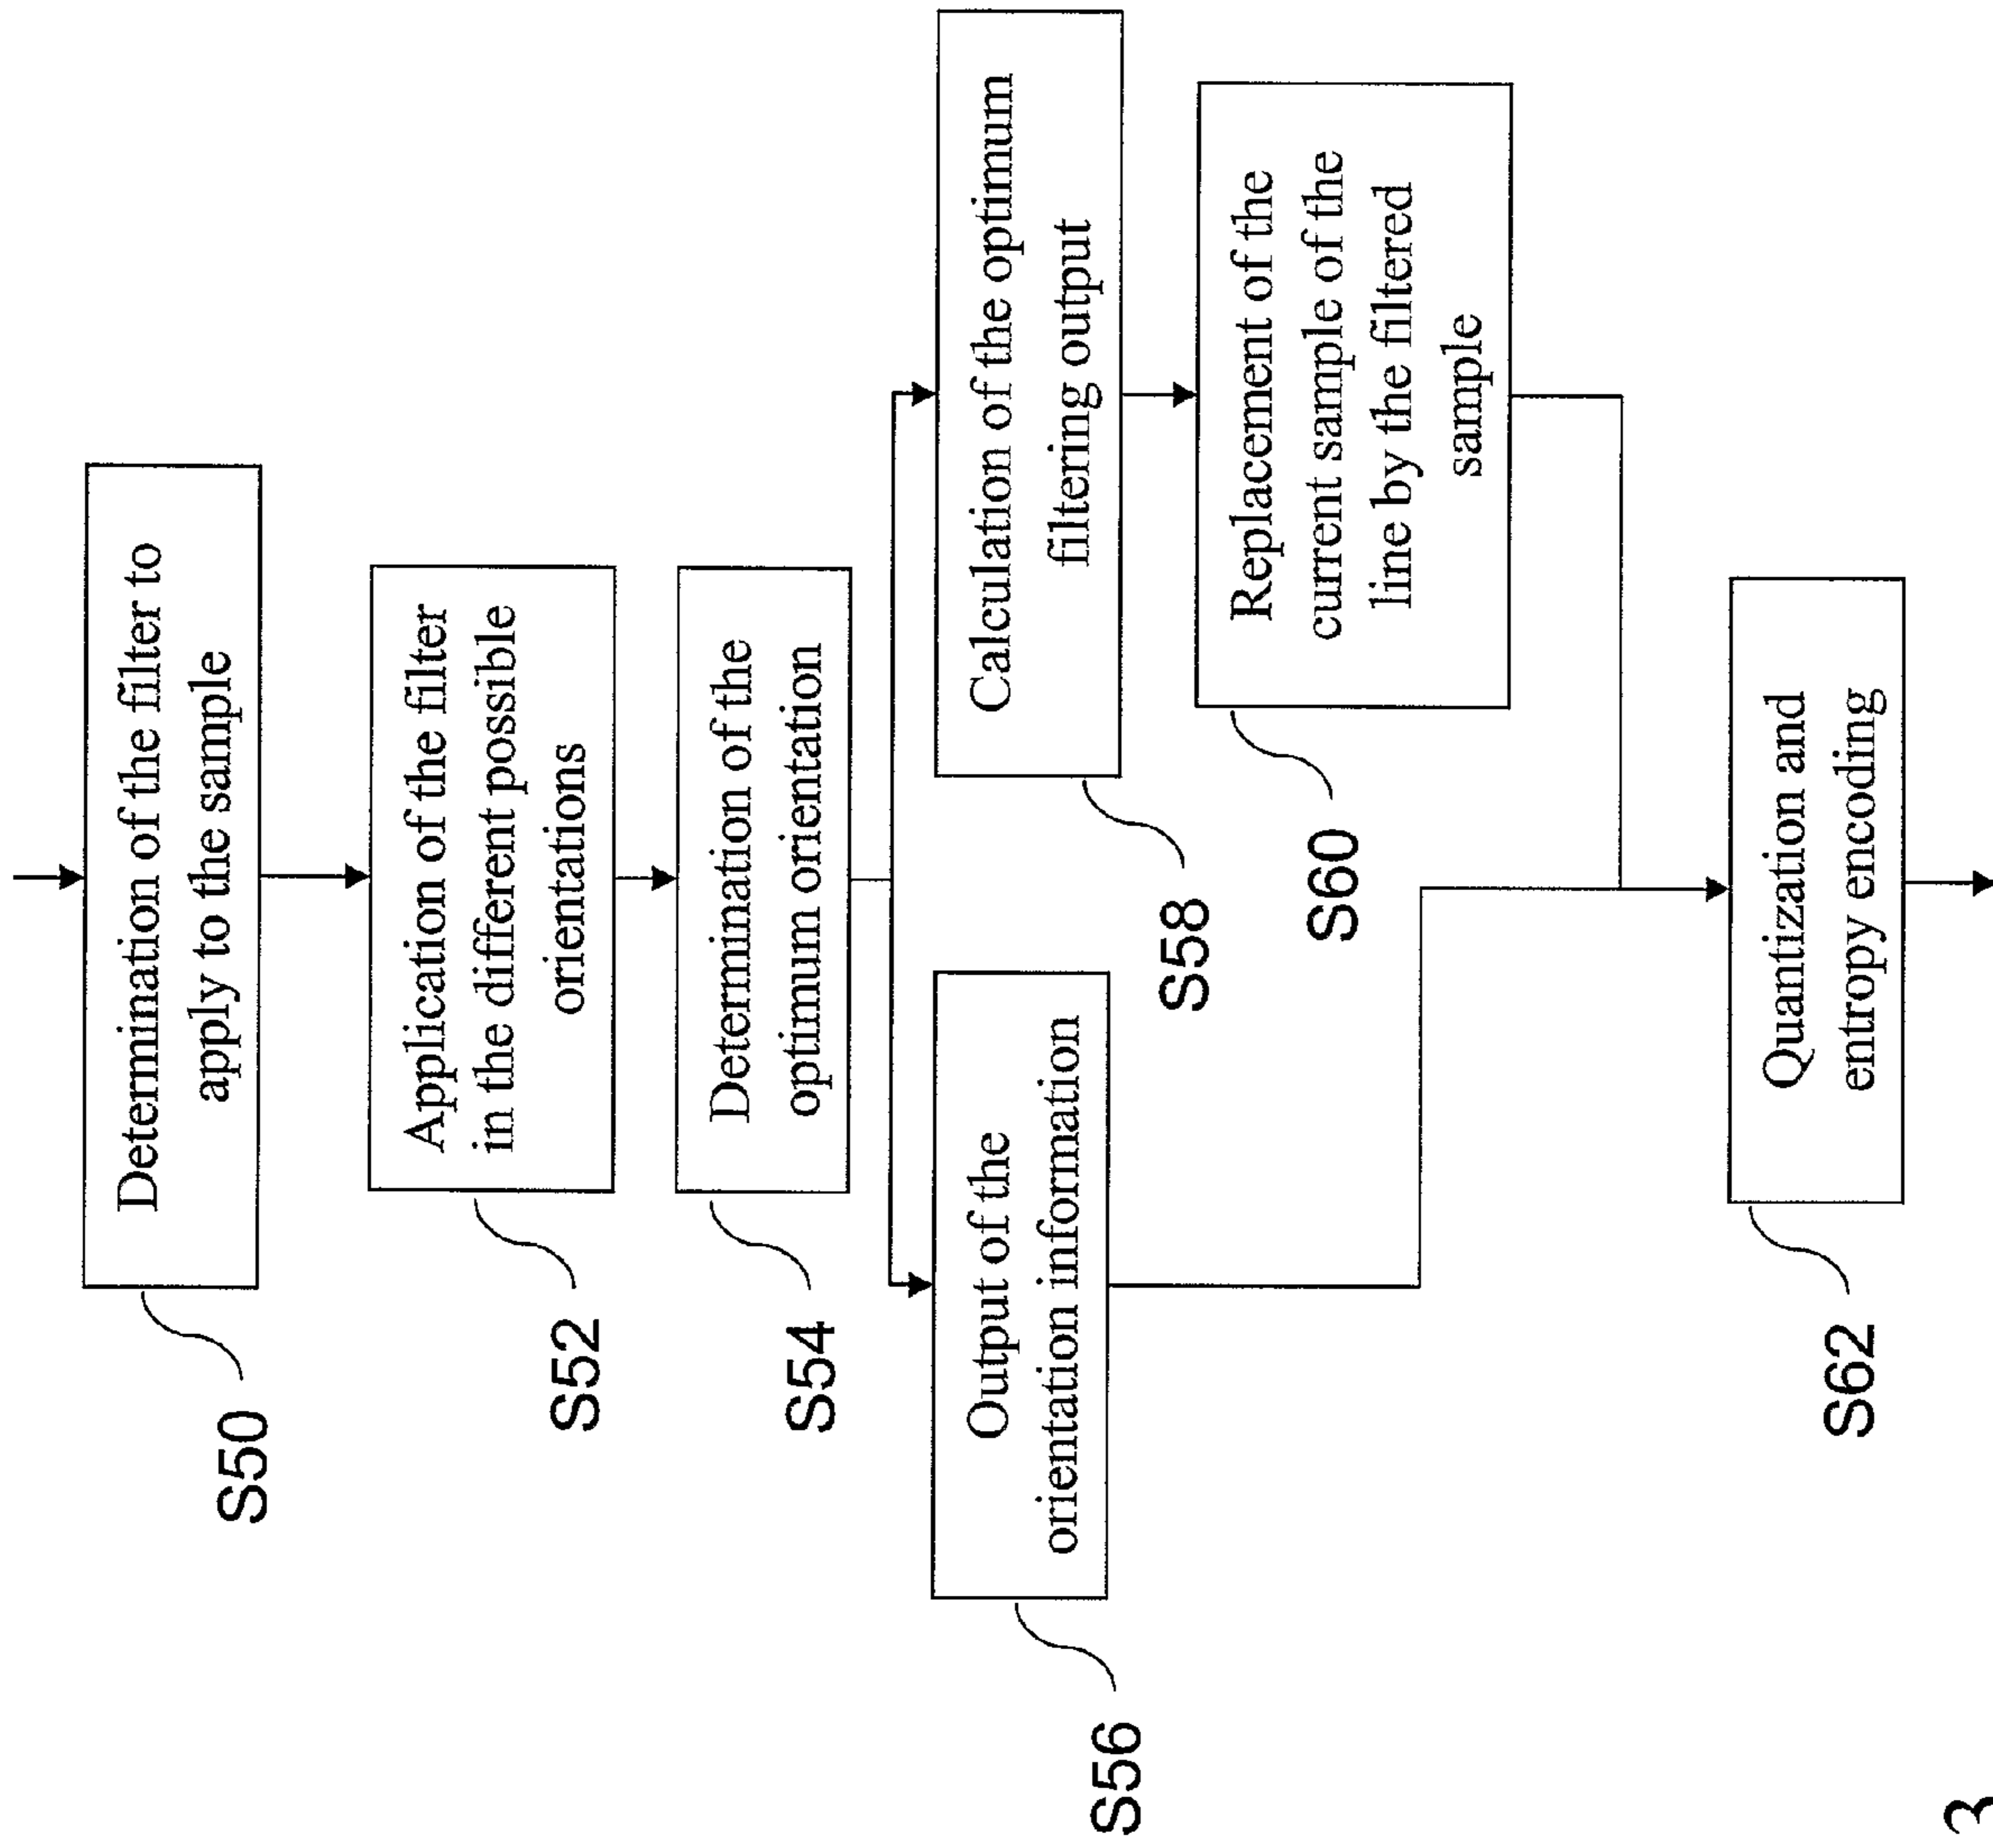 Determination of the filter to
apply to the sample
S50
Application of the filter
in the different possible
orientations
S52
Determination of the
optimum orientation
S54
Output of the
orientation information
S56
Calculation of the optimum
filtering output
S58
Replacement of the
current sample of the
line by the filtered
sample
S60
Quantization and
entropy encoding
S62
3